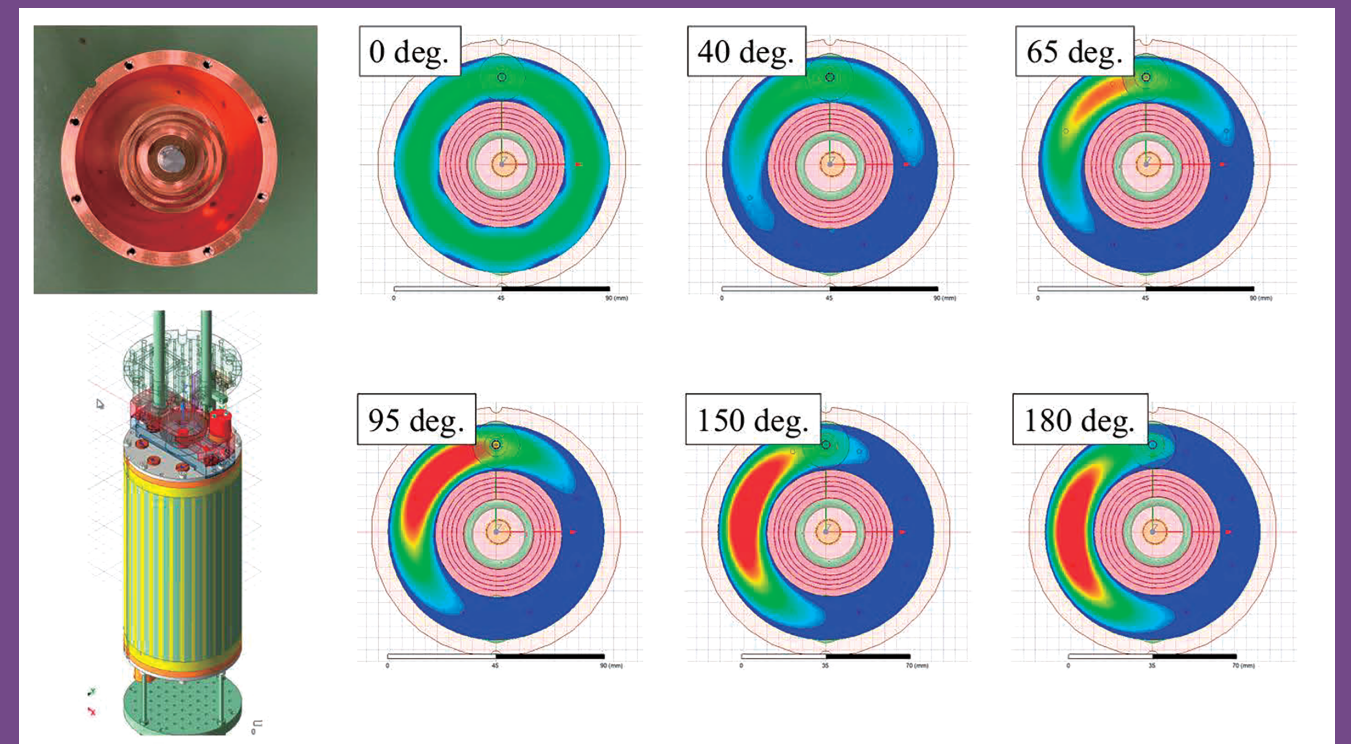 0 deg.
40 deg.
65 deg.
0 45 90 (mm)
0 45 90 (mm)
0 45 90 (mm)
95 deg.
150 deg.
180 deg.
0 45 90 (mm)
0 35 70 (mm)
0 35 70 (mm)
Y
X
0